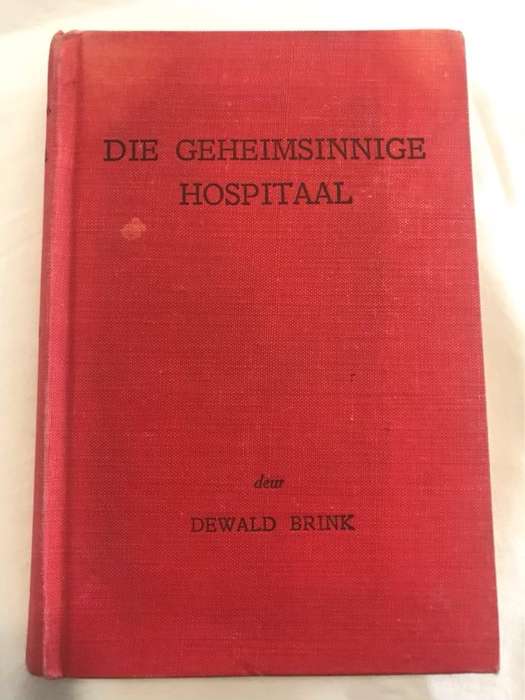 DIE GEHEIMSINNIGE
HOSPITAAL
deur
DEWALD BRINK